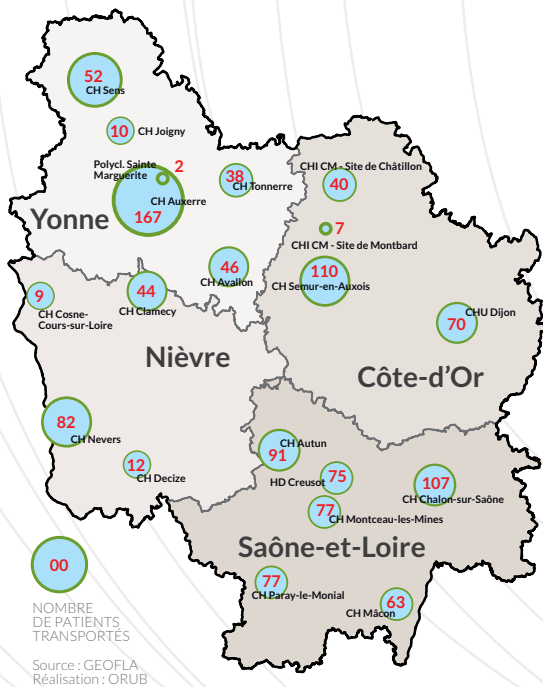 52
CH Sens
10 CH Joigny
Polycl. Sainte
Marguerite
2
CH Auxerre
167
38
CH Tonnerre
Yonne
46
CH Avallon
CHI CM - Site de Châtillon
40
7
CHI CM - Site de Montbard
110
CH Semur-en-Auxois
70
CHU Dijon
Côte-d'Or
9
CH Cosne-
Cours-sur-Loire
44
CH Clamecy
Nièvre
82
CH Nevers
12
CH Decize
CH Autun
91
75
HD Creusot
107
CH Chalon-sur-Saône
77
CH Montceau-les-Mines
Saône-et-Loire
77
CH Paray-le-Monial
63
CH Mâcon
00
NOMBRE
DE PATIENTS
TRANSPORTÉS
Source : GEOFLA
Réalisation : ORUB